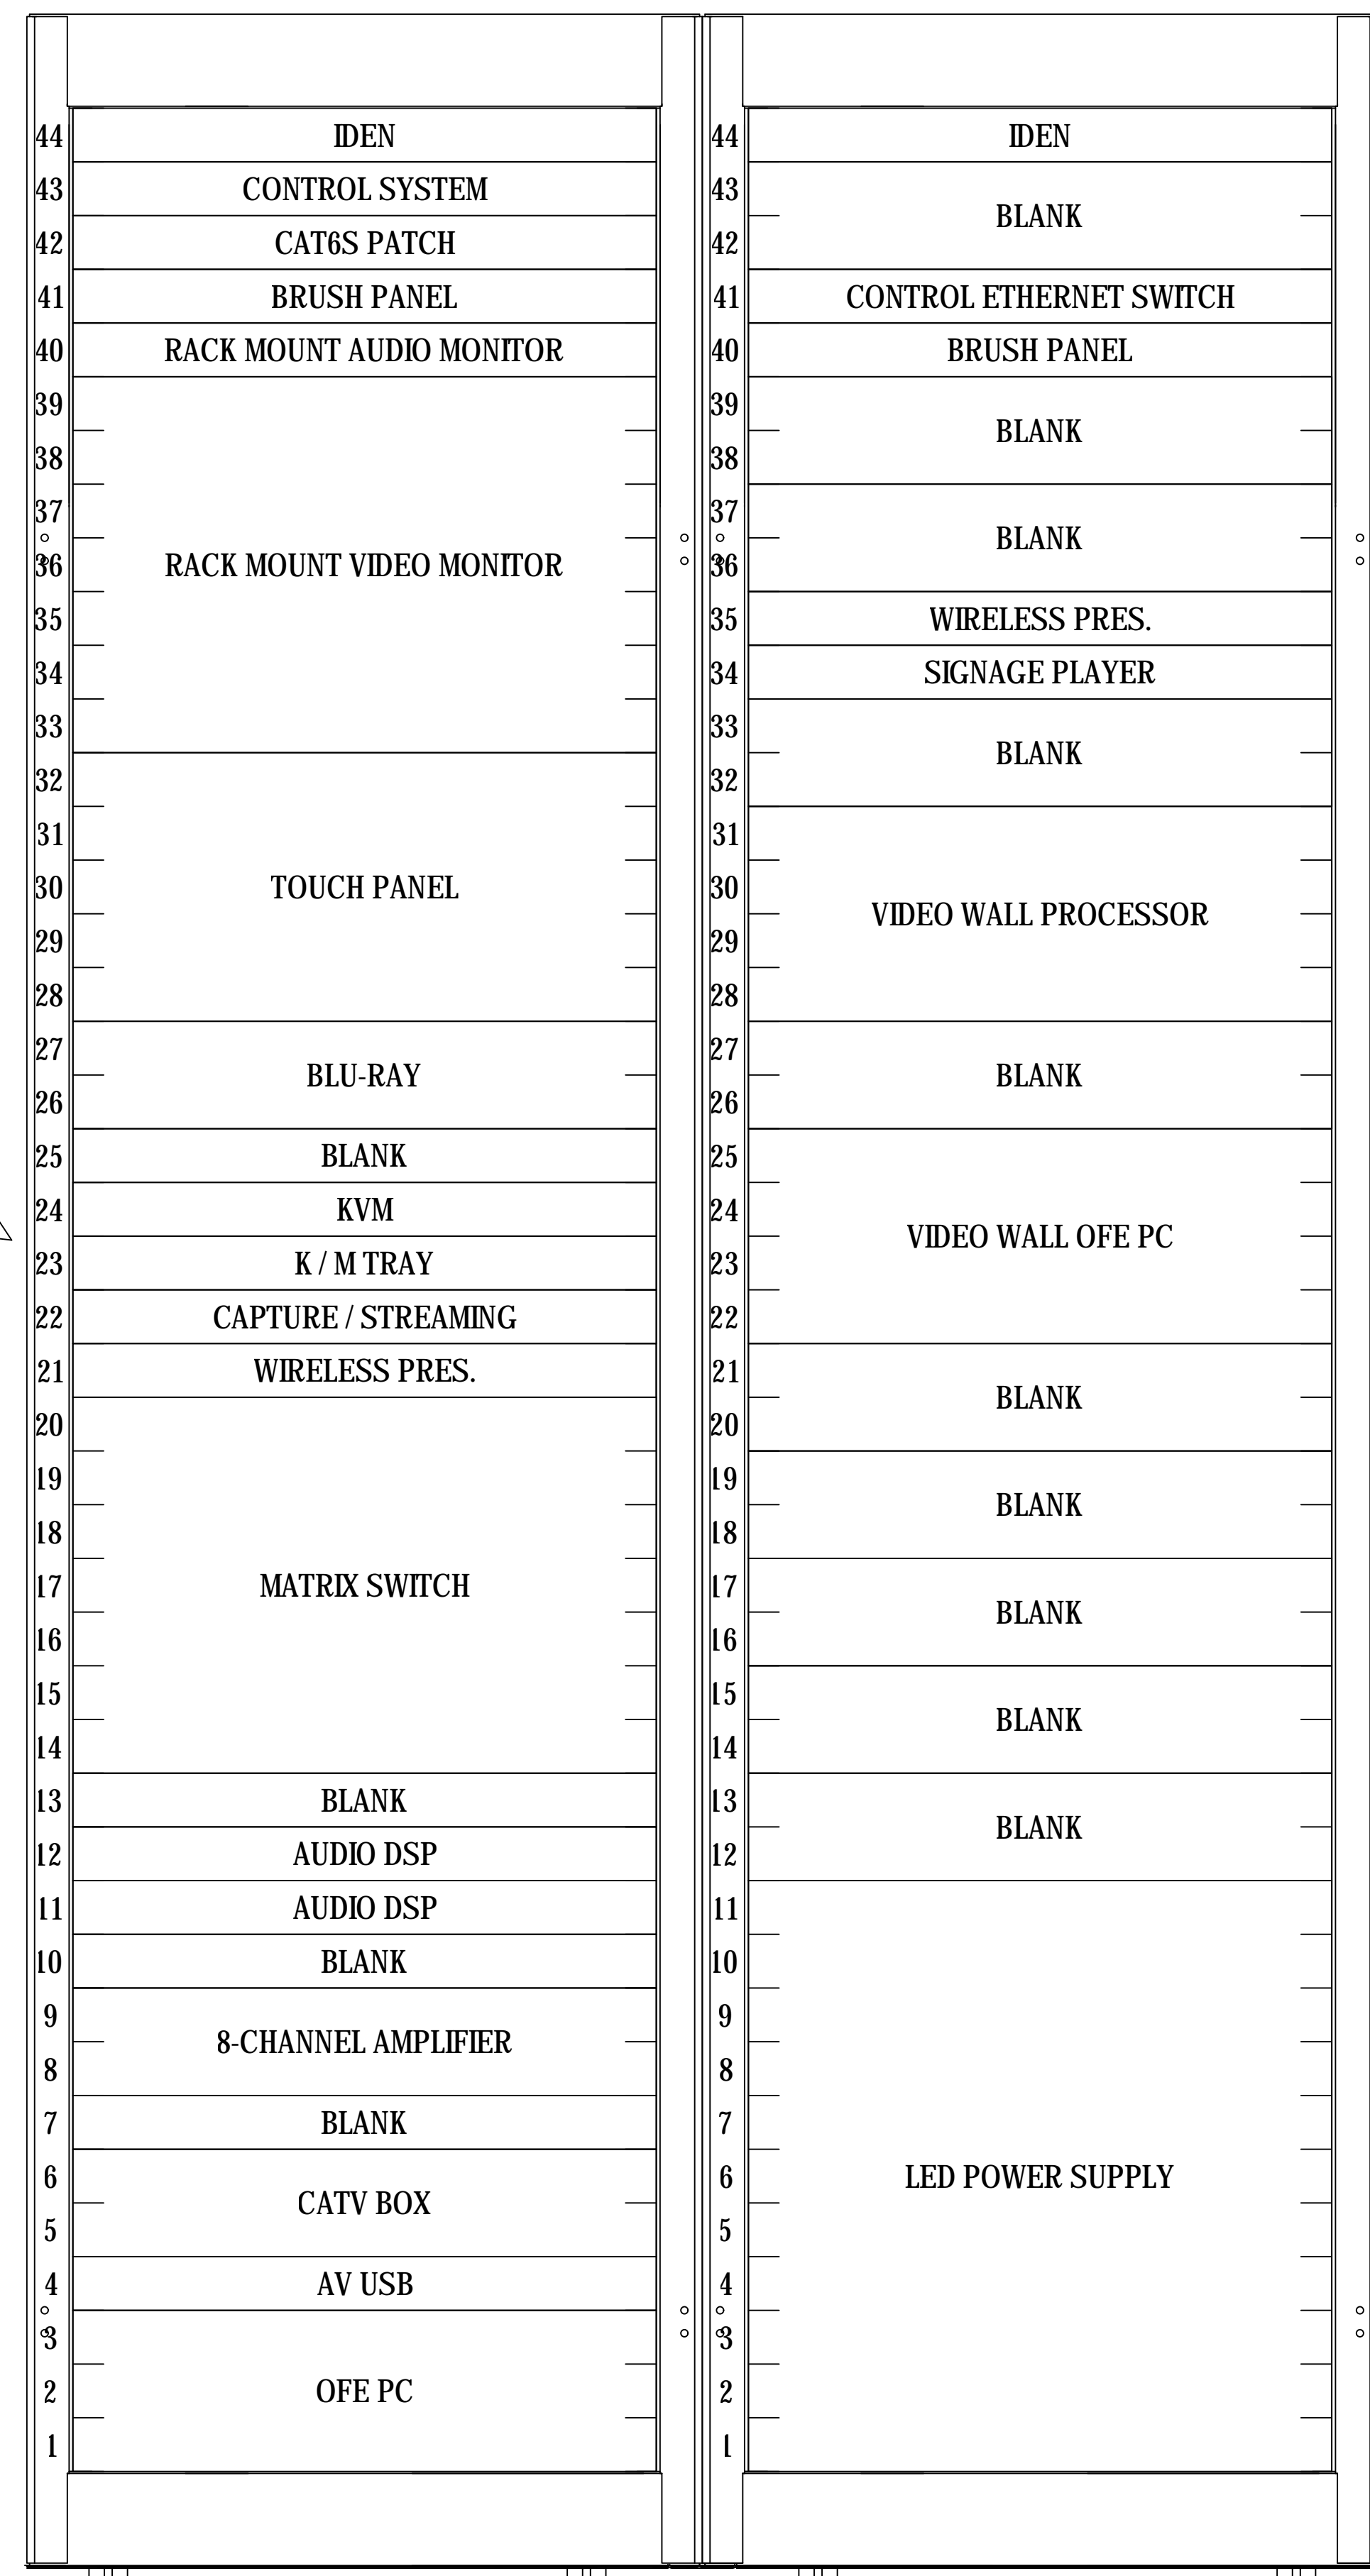 44 IDEN
43 CONTROL SYSTEM
42 CAT6S PATCH
41 BRUSH PANEL
40 RACK MOUNT AUDIO MONITOR
39
38
37
36 RACK MOUNT VIDEO MONITOR
35
34
33
32
31
30 TOUCH PANEL
29
28
27
BLU-RAY
26
25 BLANK
24 KVM
23 K / M TRAY
22 CAPTURE / STREAMING
21 WIRELESS PRES.
20
19
18
17 MATRIX SWITCH
16
15
14
13 BLANK
12 AUDIO DSP
11 AUDIO DSP
10 BLANK
9
8-CHANNEL AMPLIFIER
8
7 BLANK
6
CATV BOX
5
4 AV USB
3
2 OFE PC
1
44 IDEN
43
BLANK
42
41 CONTROL ETHERNET SWITCH
40 BRUSH PANEL
39
BLANK
38
37
BLANK
36
35 WIRELESS PRES.
34 SIGNAGE PLAYER
33
BLANK
32
31
30
VIDEO WALL PROCESSOR
29
28
27
BLANK
26
25
24
VIDEO WALL OFE PC
23
22
21
BLANK
20
19
BLANK
18
17
BLANK
16
15
BLANK
14
13
BLANK
12
11
10
9
8
7
6 LED POWER SUPPLY
5
4
3
2
1